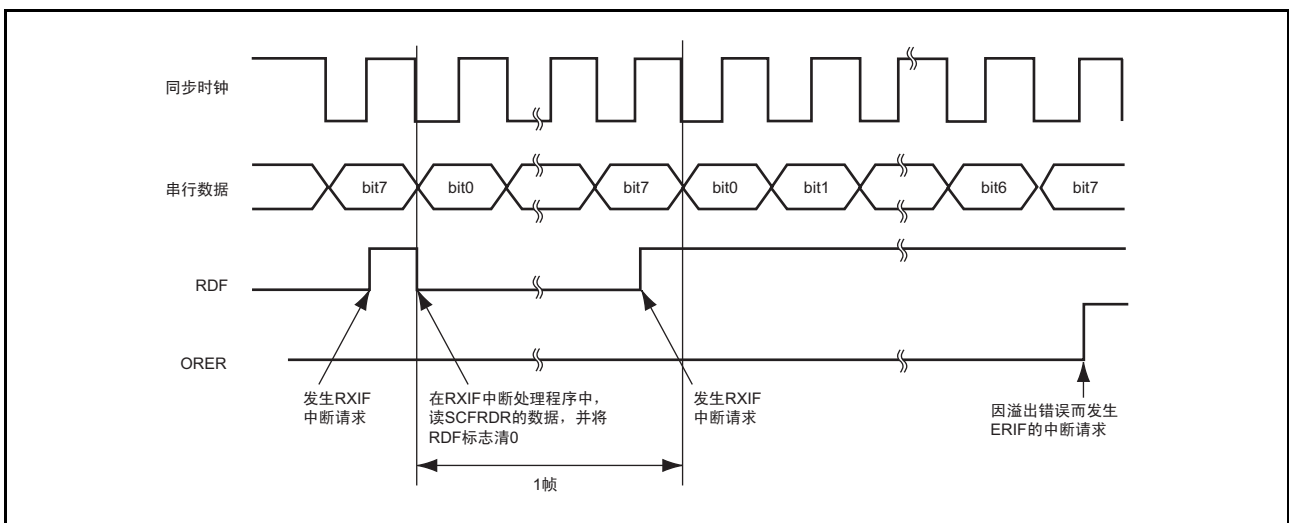 同步时钟
串行数据
bit7
bit0
bit7
bit0
bit1
bit6
bit7
RDF
ORER
发生RXIF
中断请求
在RXIF中断处理程序中，
读SCFRDR的数据，并将
RDF标志清0
发生RXIF
中断请求
因溢出错误而发生
ERIF的中断请求
1帧